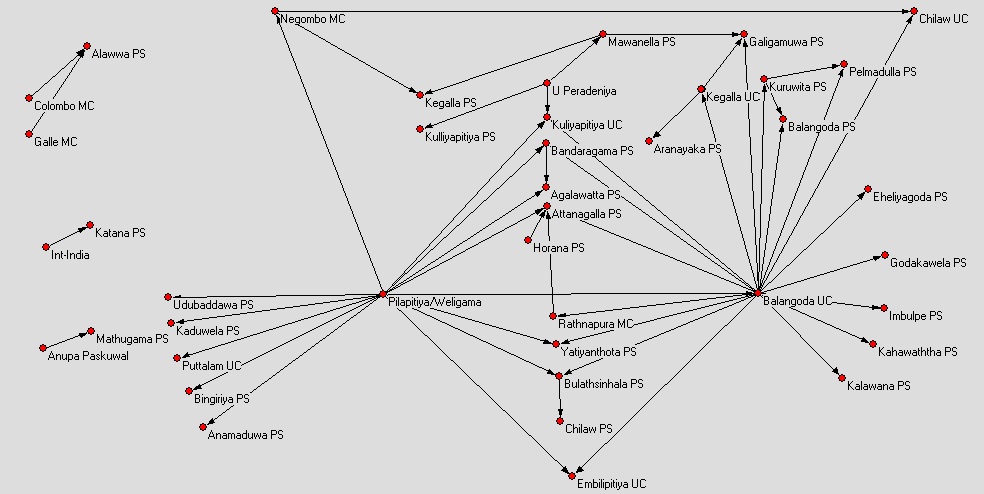 Negombo MC
Chilaw UC
Mawanella PS
Galigamuwa PS
Alawwa PS
Pelmadulla PS
Kuruwita PS
U Peradeniya
Kegalla UC
Kegalla PS
Colombo MC
Kuliyapitiya UC
Balangoda PS
Kulliyapitiya PS
Galle MC
Bandaragama PS
Aranayaka PS
Agalawatta PS
Eheliyagoda PS
Attanagalla PS
Katana PS
Horana PS
Int-India
Godakawela PS
Pilapitiya/Weligama
Balangoda UC
Udubaddawa PS
Imbulpe PS
Rathnapura MC
Kaduwela PS
Mathugama PS
Yatiyanthota PS
Kahawaththa PS
Anupa Paskuwal
Puttalam UC
Bulathsinhala PS
Kalawana PS
Bingiriya PS
Chilaw PS
Anamaduwa PS
Embilipitiya UC